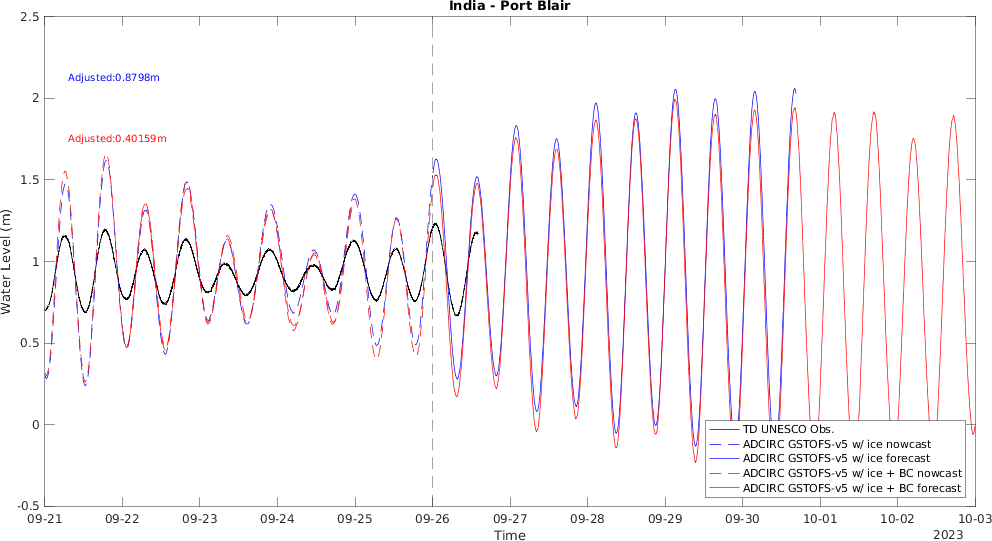 India - Port Blair
2.5
2
1.5
1
0.5
0
-0.5
Water Level (m)
Adjusted:0.8798m
Adjusted:0.40159m
TD UNESCO Obs.
ADCIRC GSTOFS-v5 w/ ice nowcast
ADCIRC GSTOFS-v5 w/ ice forecast
ADCIRC GSTOFS-v5 w/ ice + BC nowcast
ADCIRC GSTOFS-v5 w/ ice + BC forecast
09-21 09-22 09-23 09-24 09-25 09-26 09-27 09-28 09-29 09-30 10-01 10-02 10-03
Time
2023